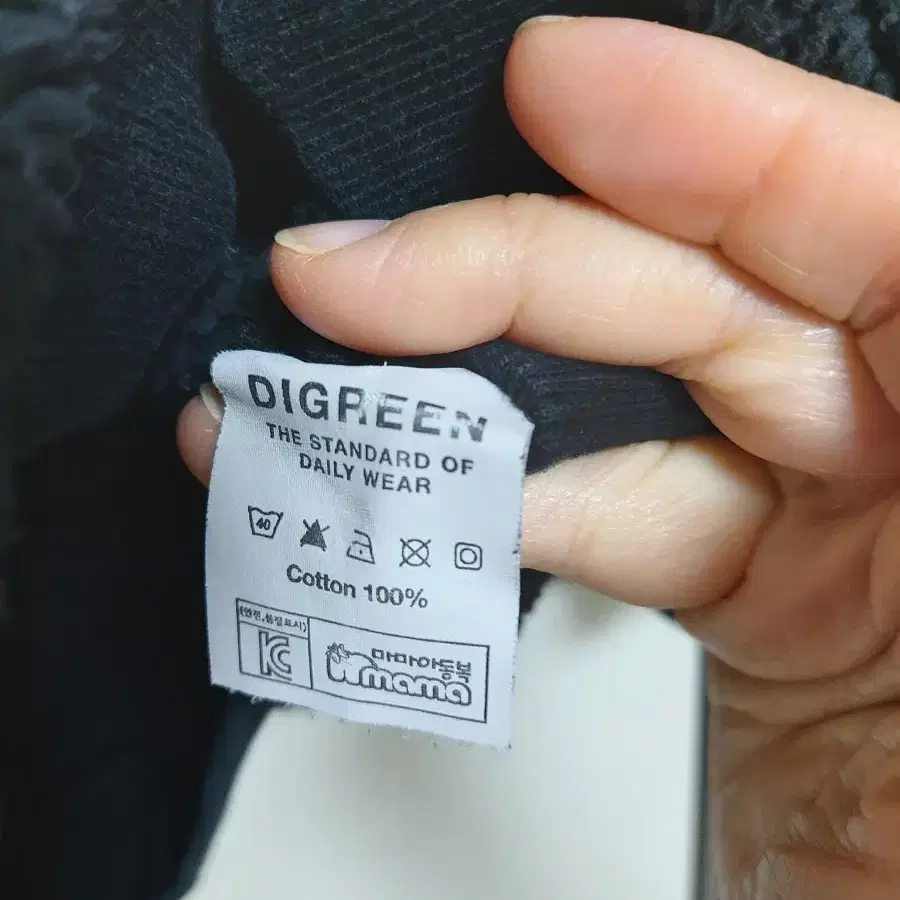 DIGREEN
THE STANDARD OF
DAILY WEAR
40
Cotton 100%
(안전.품질표시)
KC
마마아동복
mama